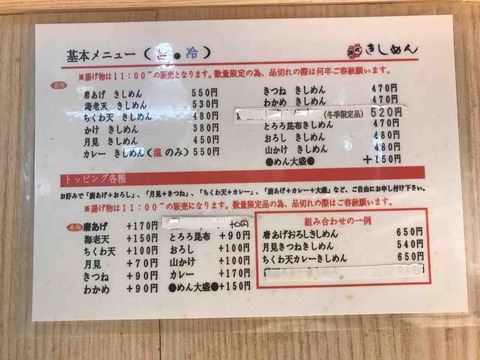 基本メニュー（温●冷） きしめん
※揚げ物は11:00~の販売となります。数量限定の為、品切れの際は何卒ご容赦願います。
唐あげ きしめん 550円
海老天 きしめん 530円
ちくわ天 きしめん 480円
かけ きしめん 380円
月見 きしめん 450円
カレー きしめん（温のみ）550円
きつね きしめん 470円
わかめ きしめん 470円
（冬季限定品）520円
とろろ昆布きしめん 470円
おろし きしめん 480円
山かけ きしめん 480円
●めん大盛● ＋150円
トッピング各種
お好みで「唐あげ＋おろし」、「月見＋きつね」、「ちくわ天＋カレー」、「唐あげ＋カレー＋大盛」など、ご自由にお申し付け下さい。
※揚げ物は11:00~の販売になります。数量限定品の為、品切れの際はご容赦願います。
唐あげ ＋170円
海老天 ＋150円
ちくわ天 ＋100円
月見 ＋70円
きつね ＋90円
わかめ ＋90円
とろろ昆布 ＋90円
おろし ＋100円
山かけ ＋100円
カレー ＋170円
●めん大盛● ＋150円
組み合わせの一例
唐あげおろしきしめん 650円
月見きつねきしめん 540円
ちくわ天カレーきしめん 650円